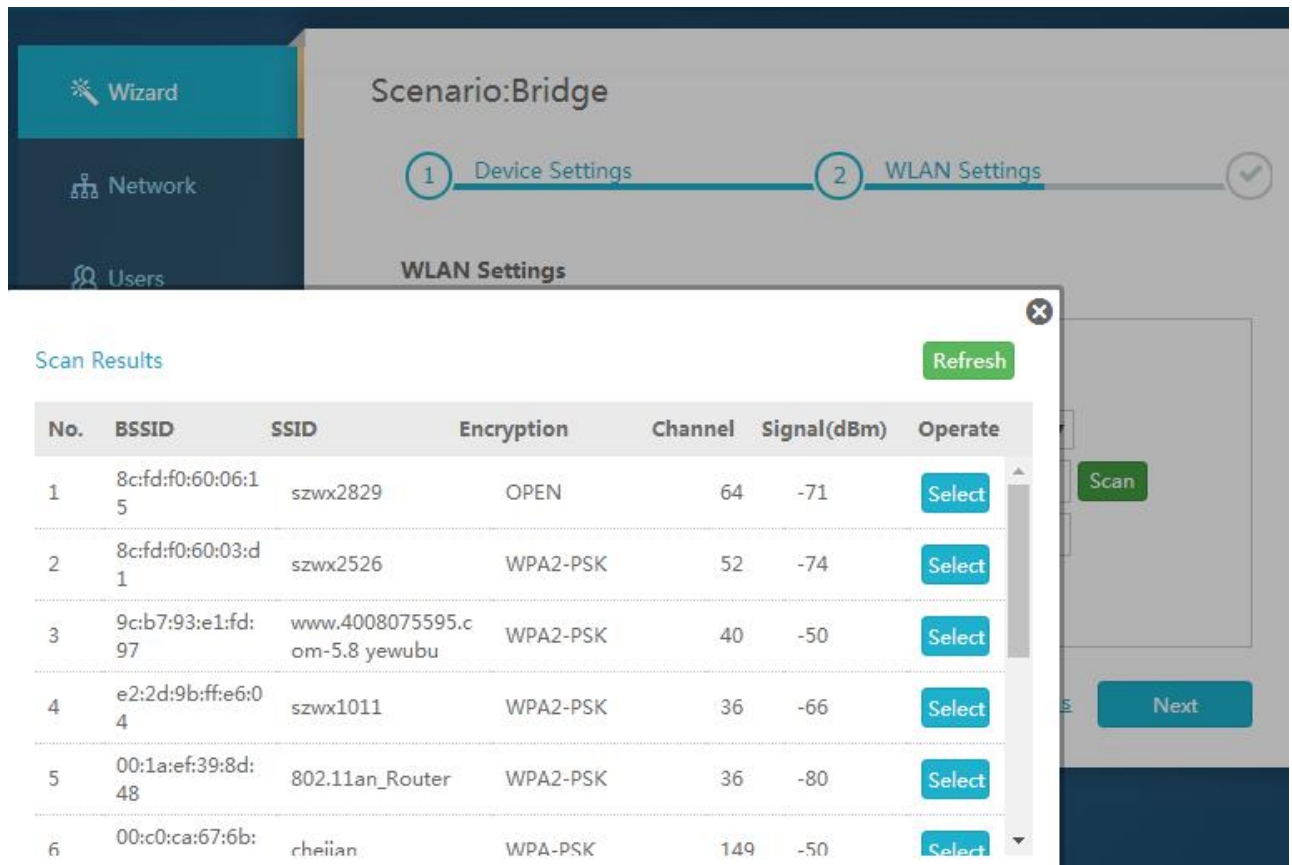 Wizard
Scenario:Bridge
Network
1 Device Settings 2 WLAN Settings
Users
WLAN Settings
Scan Results
Refresh
No. BSSID SSID Encryption Channel Signal(dBm) Operate
1 8c:fd:f0:60:06:1
5 szwx2829 OPEN 64 -71 Select
Scan
2 8c:fd:f0:60:03:d
1 szwx2526 WPA2-PSK 52 -74 Select
3 9c:b7:93:e1:fd:
97 www.4008075595.c
om-5.8 yewubu WPA2-PSK 40 -50 Select
4 e2:2d:9b:ff:e6:0
4 szwx1011 WPA2-PSK 36 -66 Select
s Next
5 00:1a:ef:39:8d:
48 802.11an_Router WPA2-PSK 36 -80 Select
6 00:c0:ca:67:6b:
WPA-PSK 149 -50 Select